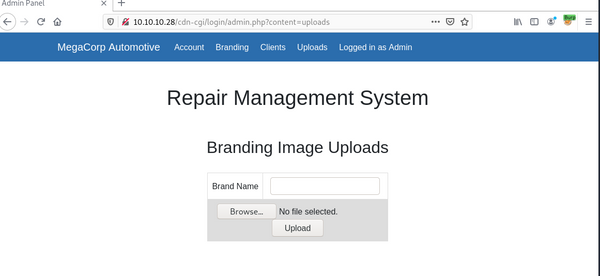 Admin Panel
10.10.10.28/cdn-cgi/login/admin.php?content=uploads
MegaCorp Automotive Account Branding Clients Uploads Logged in as Admin
Repair Management System
Branding Image Uploads
Brand Name
Browse... No file selected.
Upload